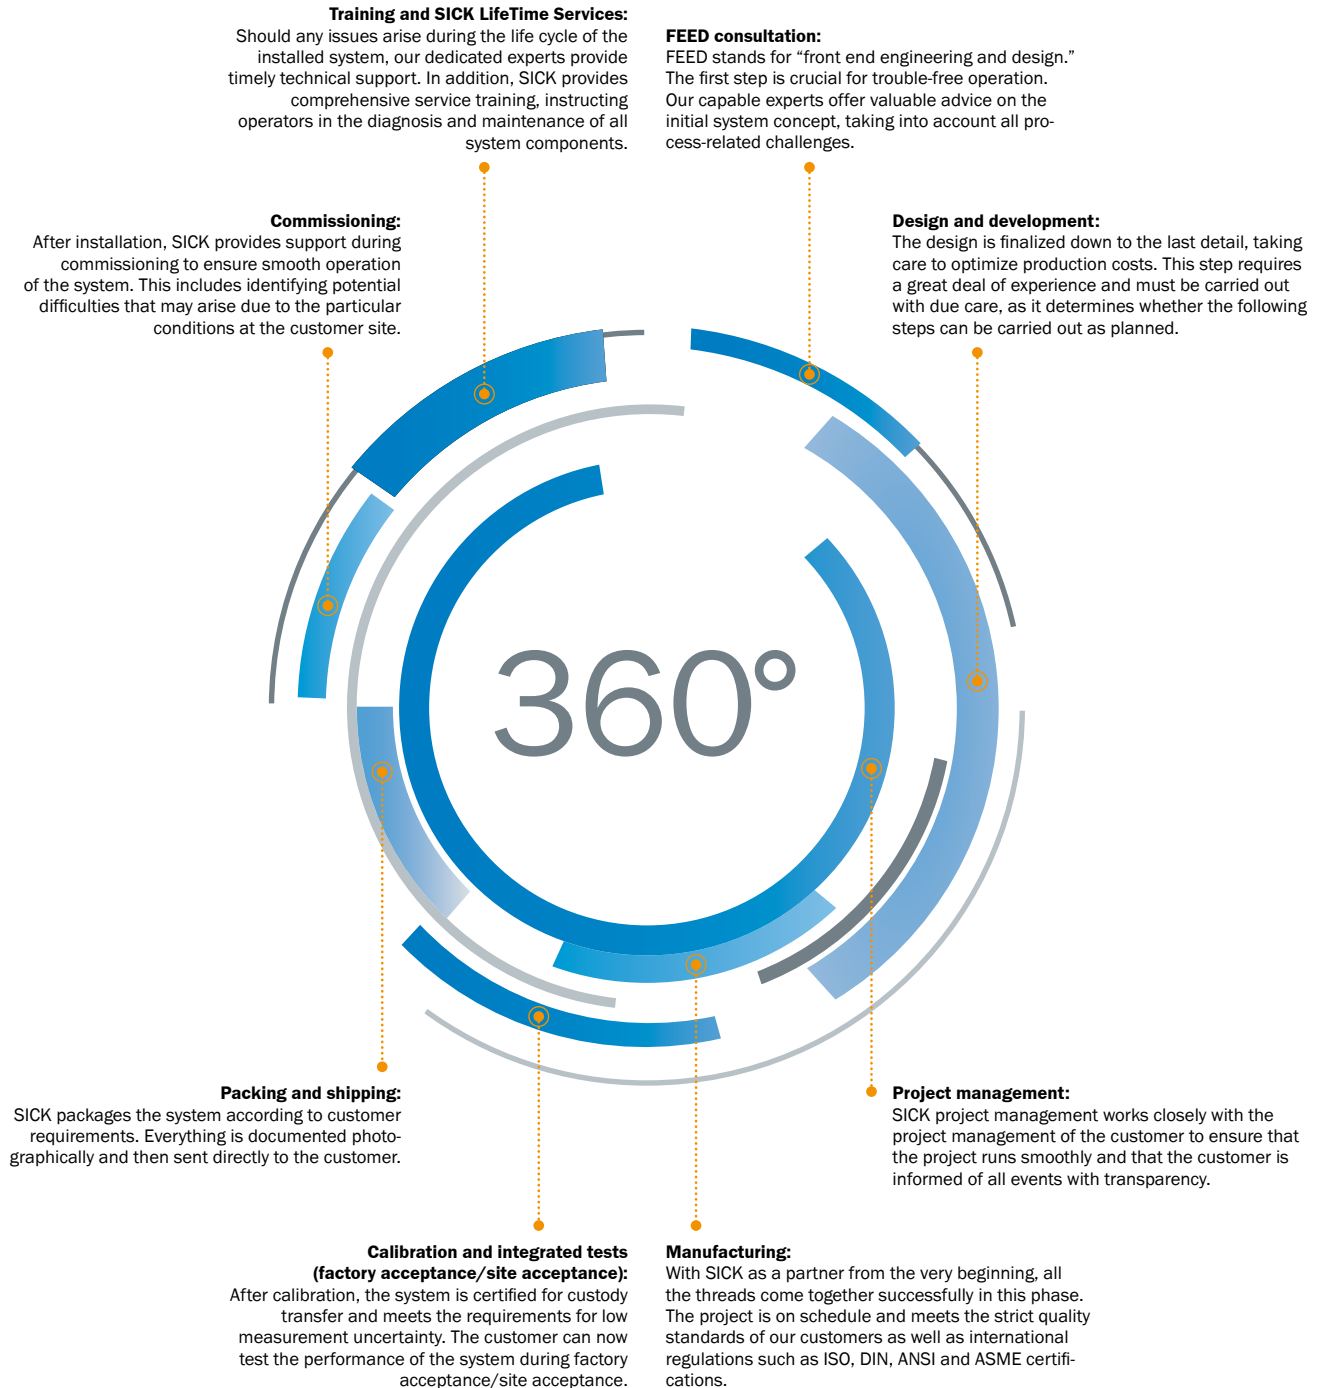 Training and SICK LifeTime Services:
Should any issues arise during the life cycle of the
installed system, our dedicated experts provide
timely technical support. In addition, SICK provides
comprehensive service training, instructing
operators in the diagnosis and maintenance of all
system components.
FEED consultation:
FEED stands for “front end engineering and design.”
The first step is crucial for trouble-free operation.
Our capable experts offer valuable advice on the
initial system concept, taking into account all pro-
cess-related challenges.
Commissioning:
After installation, SICK provides support during
commissioning to ensure smooth operation
of the system. This includes identifying potential
difficulties that may arise due to the particular
conditions at the customer site.
Design and development:
The design is finalized down to the last detail, taking
care to optimize production costs. This step requires
a great deal of experience and must be carried out
with due care, as it determines whether the following
steps can be carried out as planned.
360°
Packing and shipping:
SICK packages the system according to customer
requirements. Everything is documented photo-
graphically and then sent directly to the customer.
Project management:
SICK project management works closely with the
project management of the customer to ensure that
the project runs smoothly and that the customer is
informed of all events with transparency.
Calibration and integrated tests
(factory acceptance/site acceptance):
After calibration, the system is certified for custody
transfer and meets the requirements for low
measurement uncertainty. The customer can now
test the performance of the system during factory
acceptance/site acceptance.
Manufacturing:
With SICK as a partner from the very beginning, all
the threads come together successfully in this phase.
The project is on schedule and meets the strict quality
standards of our customers as well as international
regulations such as ISO, DIN, ANSI and ASME certifi-
cations.